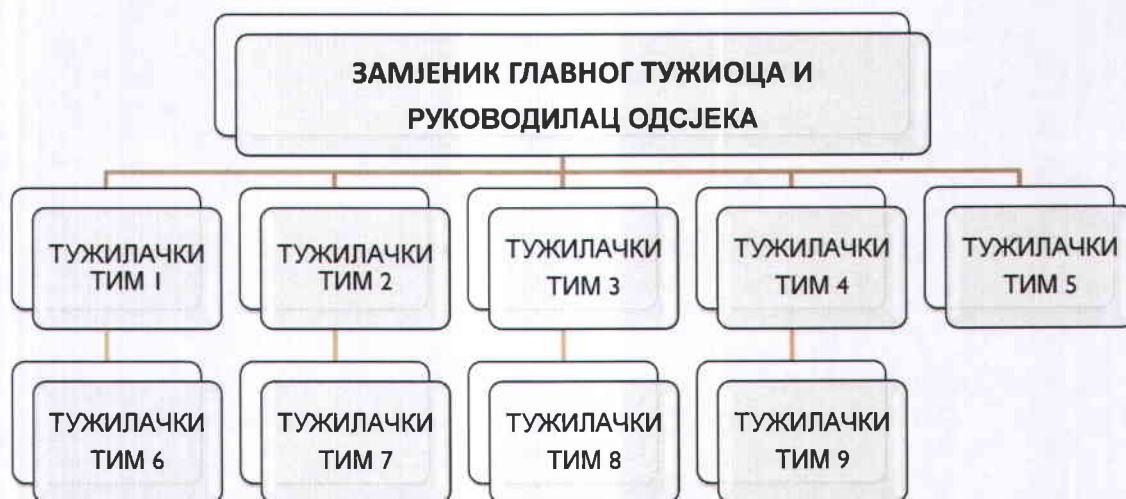 ЗАМЈЕНИК ГЛАВНОГ ТУЖИОЦА И
РУКОВОДИЛАЦ ОДСЈЕКА
ТУЖИЛАЧКИ
ТИМ 1
ТУЖИЛАЧКИ
ТИМ 2
ТУЖИЛАЧКИ
ТИМ 3
ТУЖИЛАЧКИ
ТИМ 4
ТУЖИЛАЧКИ
ТИМ 5
ТУЖИЛАЧКИ
ТИМ 6
ТУЖИЛАЧКИ
ТИМ 7
ТУЖИЛАЧКИ
ТИМ 8
ТУЖИЛАЧКИ
ТИМ 9